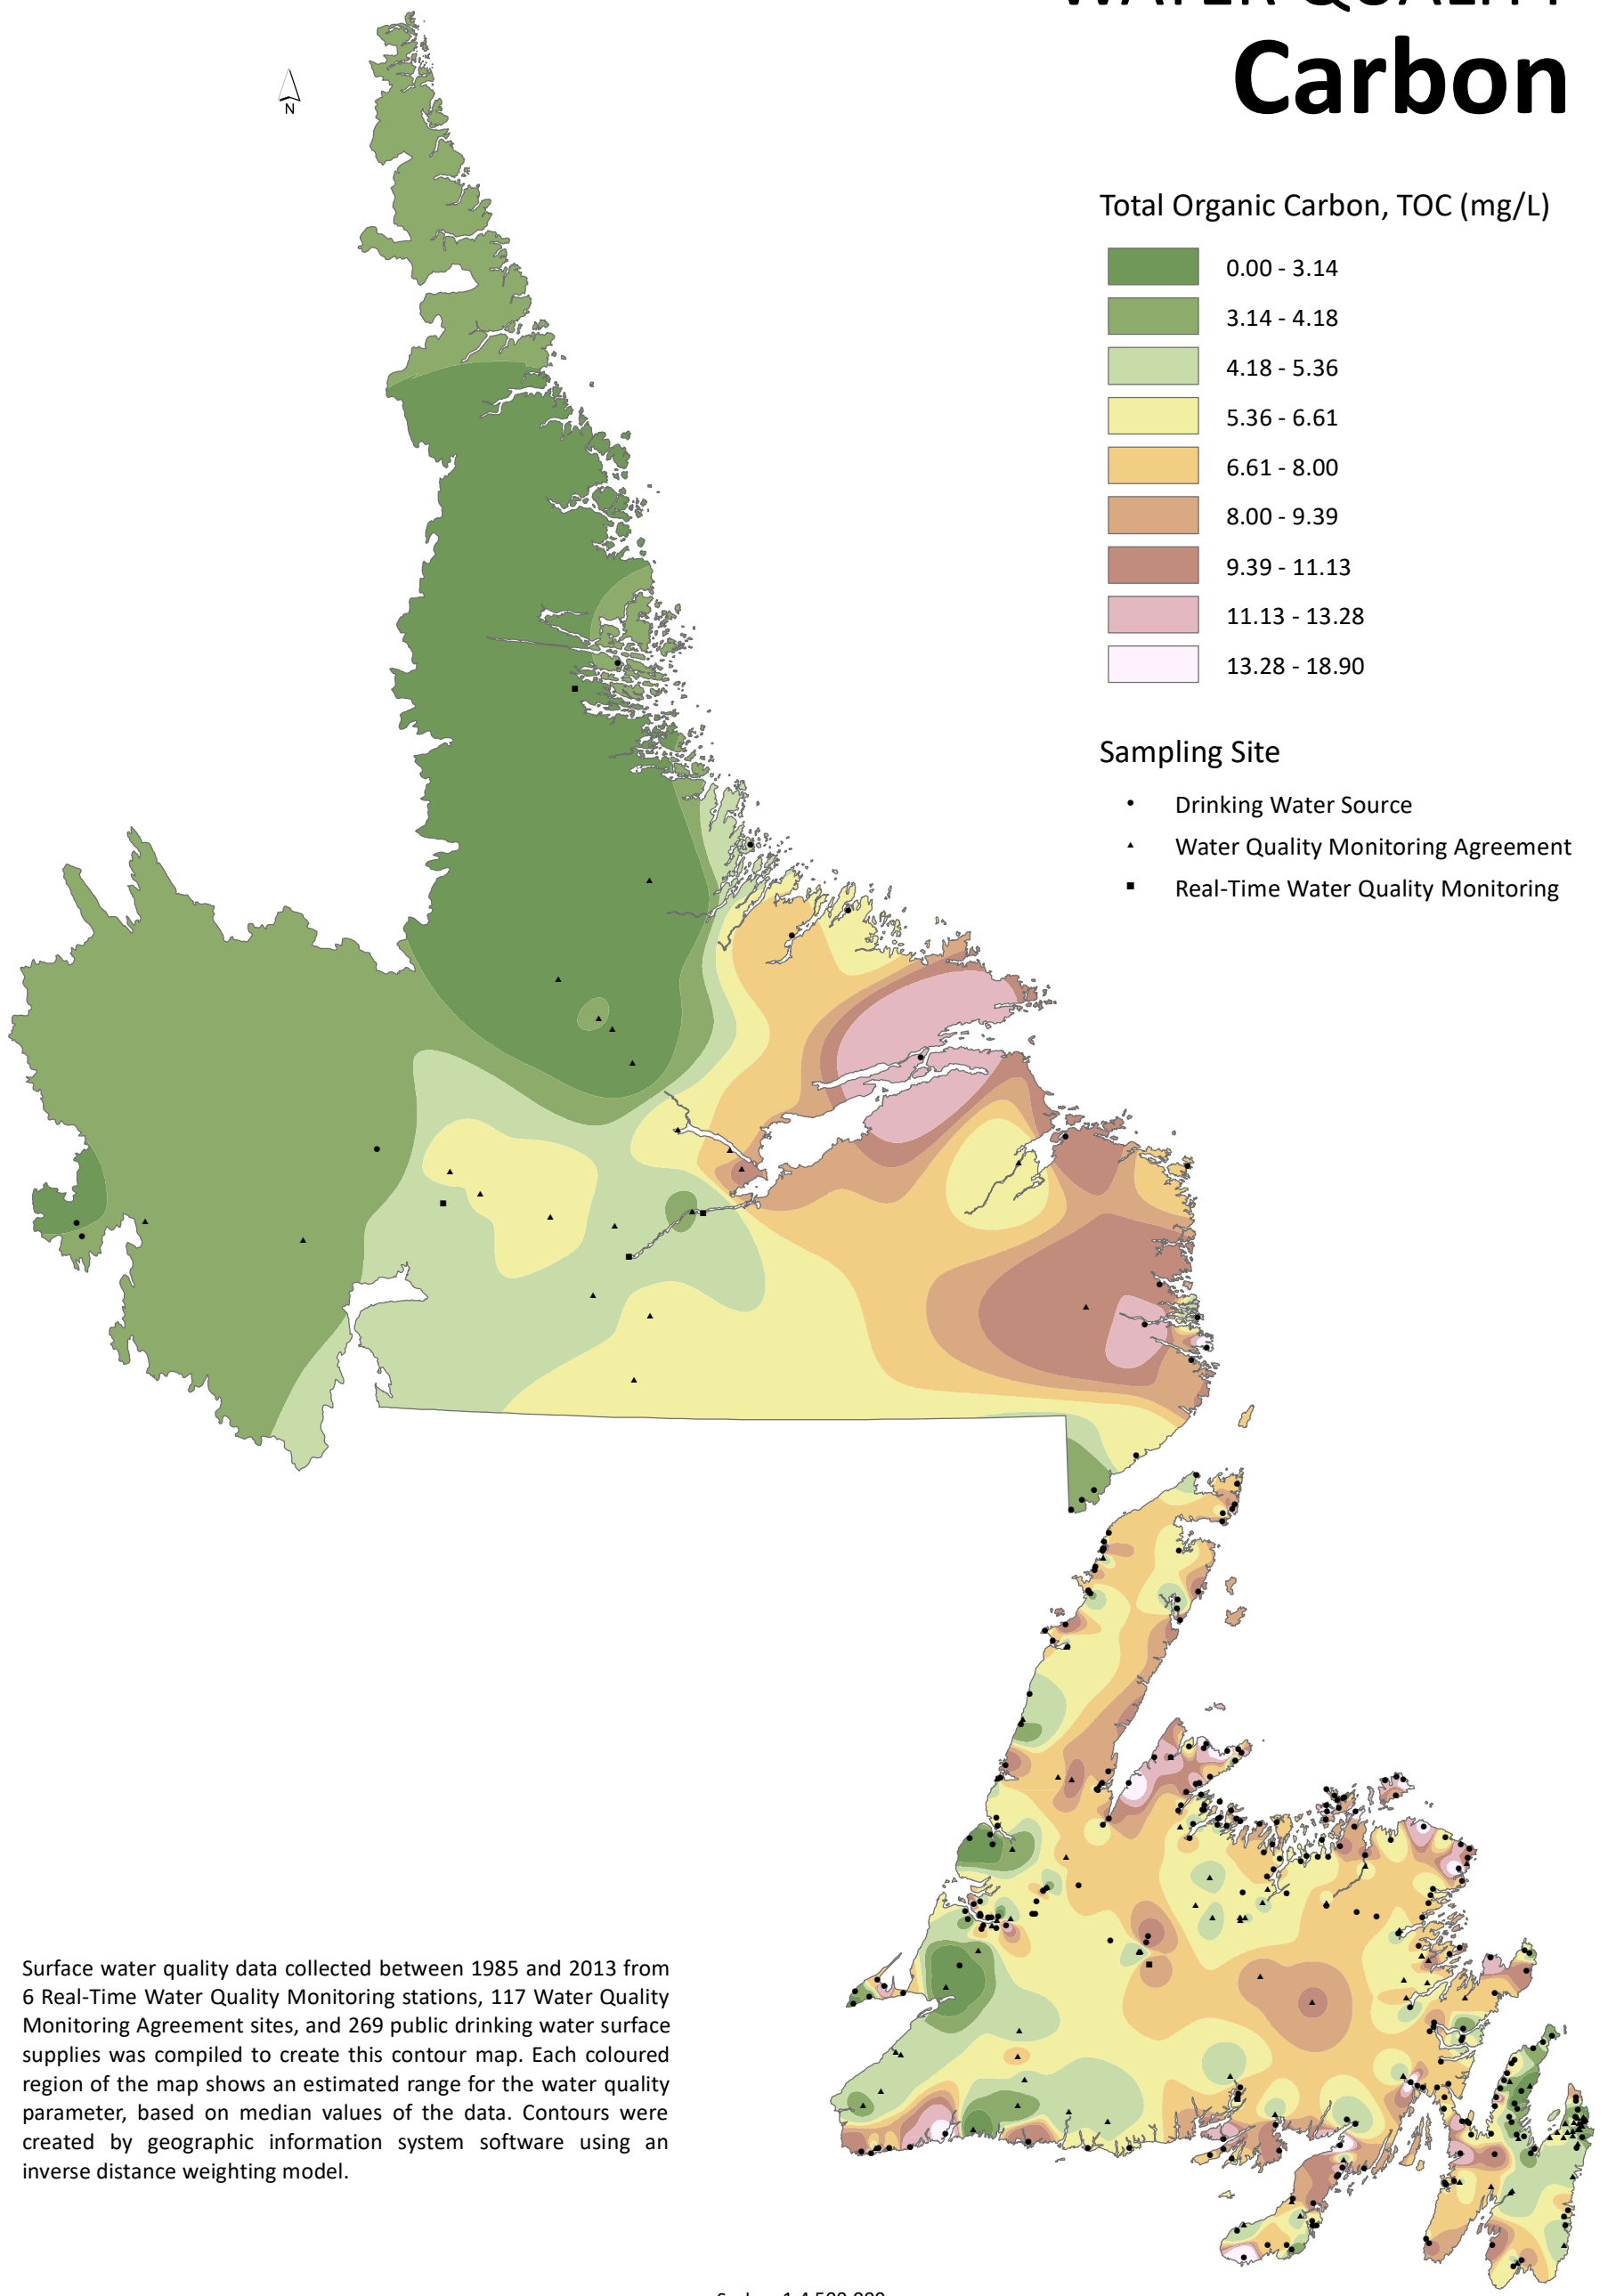 WATER QUALITY
Carbon
N
Total Organic Carbon, TOC (mg/L)
0.00 - 3.14
3.14 - 4.18
4.18 - 5.36
5.36 - 6.61
6.61 - 8.00
8.00 - 9.39
9.39 - 11.13
11.13 - 13.28
13.28 - 18.90
Sampling Site
Drinking Water Source
Water Quality Monitoring Agreement
Real-Time Water Quality Monitoring
Surface water quality data collected between 1985 and 2013 from
6 Real-Time Water Quality Monitoring stations, 117 Water Quality
Monitoring Agreement sites, and 269 public drinking water surface
supplies was compiled to create this contour map. Each coloured
region of the map shows an estimated range for the water quality
parameter, based on median values of the data. Contours were
created by geographic information system software using an
inverse distance weighting model.